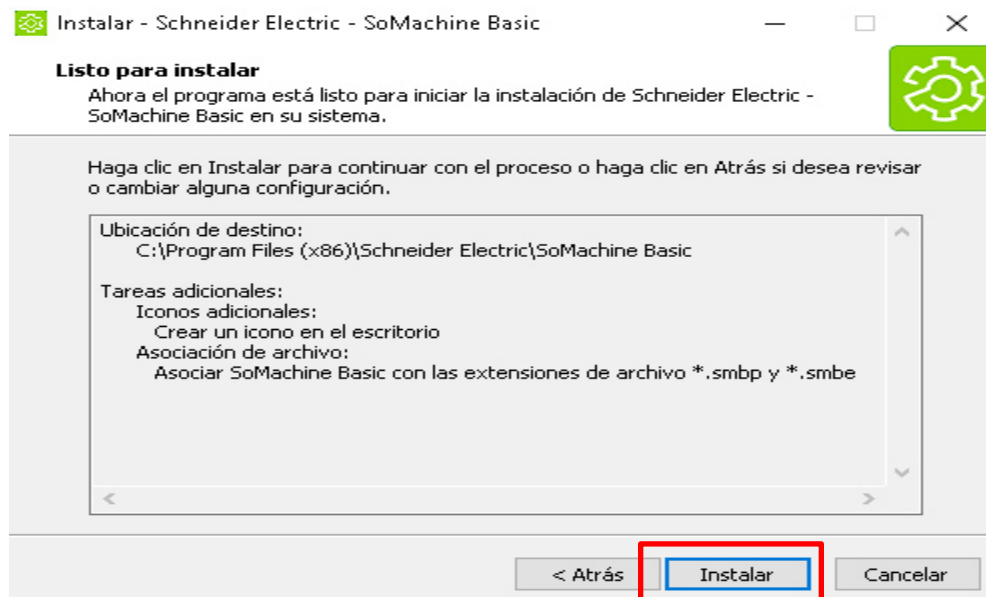 Instalar - Schneider Electric - SoMachine Basic
Listo para instalar
Ahora el programa está listo para iniciar la instalación de Schneider Electric -
SoMachine Basic en su sistema.
Haga clic en Instalar para continuar con el proceso o haga clic en Atrás si desea revisar
o cambiar alguna configuración.
Ubicación de destino:
C:\Program Files (x86)\Schneider Electric\SoMachine Basic
Tareas adicionales:
Iconos adicionales:
Crear un icono en el escritorio
Asociación de archivo:
Asociar SoMachine Basic con las extensiones de archivo *.smbp y *.smbe
< Atrás Instalar Cancelar